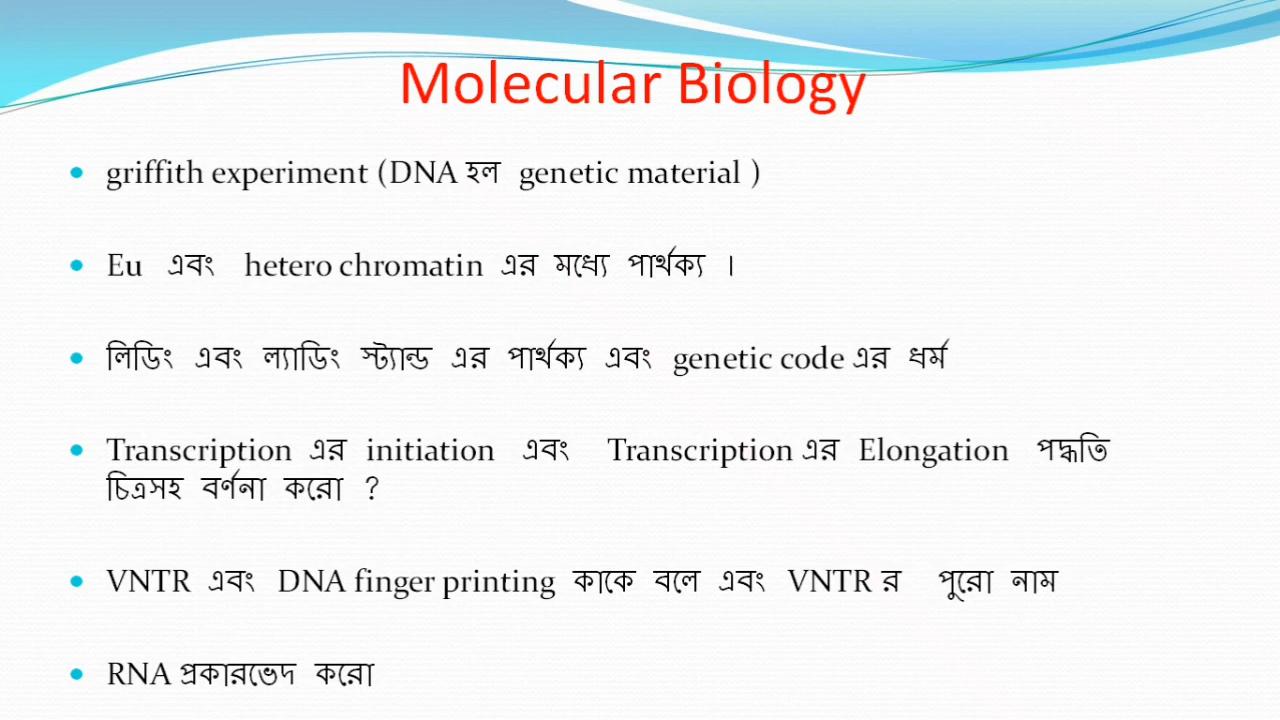 Molecular Biology
griffith experiment (DNA হল genetic material )
Eu এবং hetero chromatin এর মধ্যে পার্থক্য ।
লিডিং এবং ল্যাডিং স্ট্যান্ড এর পার্থক্য এবং genetic code এর ধর্ম
Transcription এর initiation এবং Transcription এর Elongation পদ্ধতি
চিত্রসহ বর্ণনা করো ?
VNTR এবং DNA finger printing কাকে বলে এবং VNTR র পুরো নাম
RNA প্রকারভেদ করো